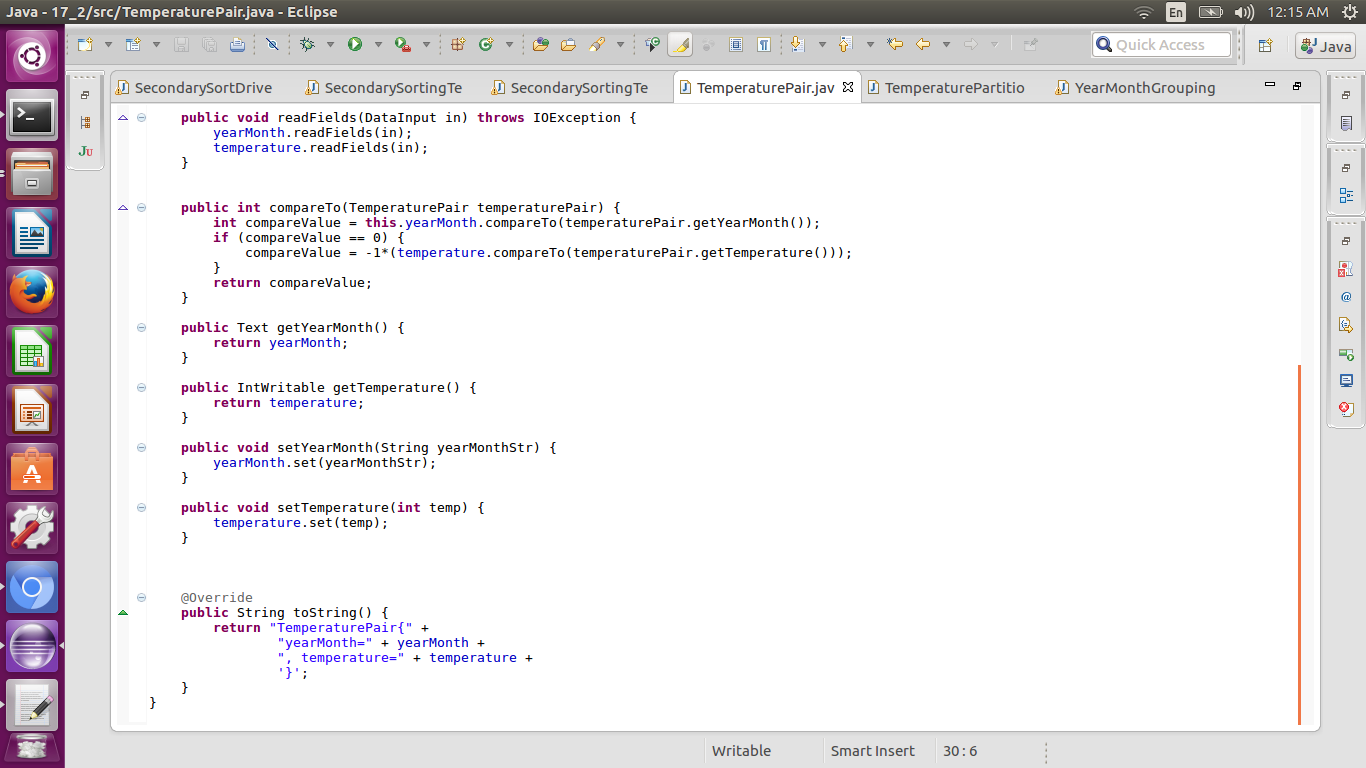 Java - 17_2/src/TemperaturePair.java - Eclipse
En
12:15 AM
Quick Access
Java
SecondarySortDrive
SecondarySortingTe
SecondarySortingTe
TemperaturePair.jav
TemperaturePartitio
YearMonthGrouping
public void readFields(DataInput in) throws IOException {
yearMonth.readFields(in);
temperature.readFields(in);
}
public int compareTo(TemperaturePair temperaturePair) {
int compareValue = this.yearMonth.compareTo(temperaturePair.getYearMonth());
if (compareValue == 0) {
compareValue = -1*(temperature.compareTo(temperaturePair.getTemperature()));
}
return compareValue;
}
public Text getYearMonth() {
return yearMonth;
}
public IntWritable getTemperature() {
return temperature;
}
public void setYearMonth(String yearMonthStr) {
yearMonth.set(yearMonthStr);
}
public void setTemperature(int temp) {
temperature.set(temp);
}
@Override
public String toString() {
return "TemperaturePair{" +
"yearMonth=" + yearMonth +
", temperature=" + temperature +
'}';
}
}
Writable
Smart Insert
30 : 6